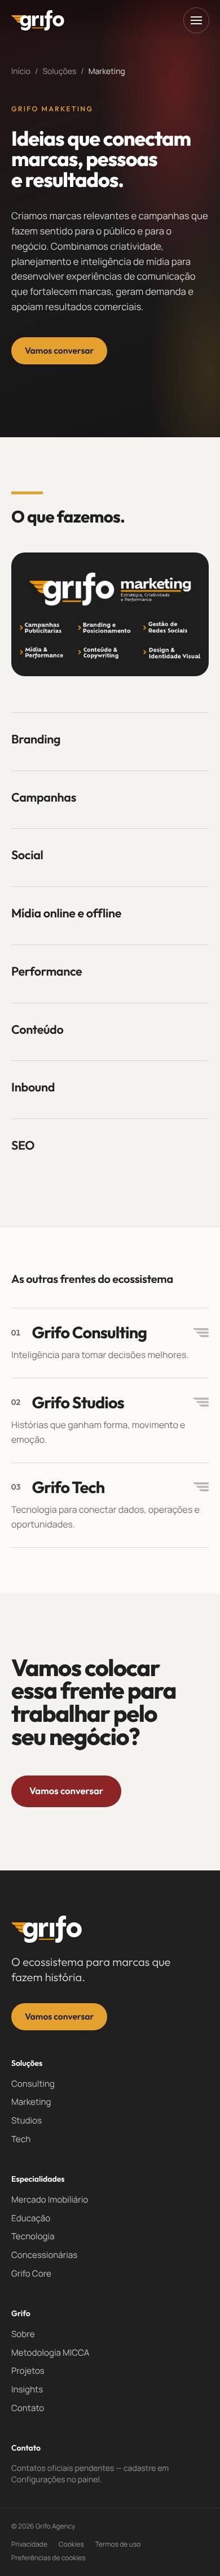 grifo
Início / Soluções / Marketing
GRIFO MARKETING
Ideias que conectam
marcas, pessoas
e resultados.
Criamos marcas relevantes e campanhas que
fazem sentido para o público e para o
negócio. Combinamos criatividade,
planejamento e inteligência de mídia para
desenvolver experiências de comunicação
que fortalecem marcas, geram demanda e
apoiam resultados comerciais.
Vamos conversar
O que fazemos.
grifo marketing
Estratégia, Criatividade
e Performance
Campanhas
Publicitárias
Branding e
Posicionamento
Gestão de
Redes Sociais
Mídia &
Performance
Conteúdo &
Copywriting
Design &
Identidade Visual
Branding
Campanhas
Social
Mídia online e offline
Performance
Conteúdo
Inbound
SEO
As outras frentes do ecossistema
01 Grifo Consulting
Inteligência para tomar decisões melhores.
02 Grifo Studios
Histórias que ganham forma, movimento e
emoção.
03 Grifo Tech
Tecnologia para conectar dados, operações e
oportunidades.
Vamos colocar
essa frente para
trabalhar pelo
seu negócio?
Vamos conversar
grifo
O ecossistema para marcas que
fazem história.
Vamos conversar
Soluções
Consulting
Marketing
Studios
Tech
Especialidades
Mercado Imobiliário
Educação
Tecnologia
Concessionárias
Grifo Core
Grifo
Sobre
Metodologia MICCA
Projetos
Insights
Contato
Contato
Contatos oficiais pendentes — cadastre em
Configurações no painel.
© 2026 Grifo Agency
Privacidade Cookies Termos de uso
Preferências de cookies